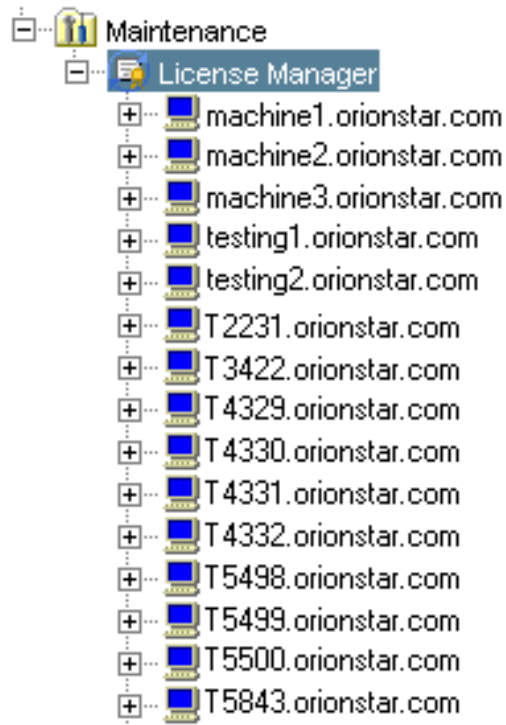 Maintenance
License Manager
machine1.orionstar.com
machine2.orionstar.com
machine3.orionstar.com
testing1.orionstar.com
testing2.orionstar.com
T2231.orionstar.com
T3422.orionstar.com
T4329.orionstar.com
T4330.orionstar.com
T4331.orionstar.com
T4332.orionstar.com
T5498.orionstar.com
T5499.orionstar.com
T5500.orionstar.com
T5843.orionstar.com